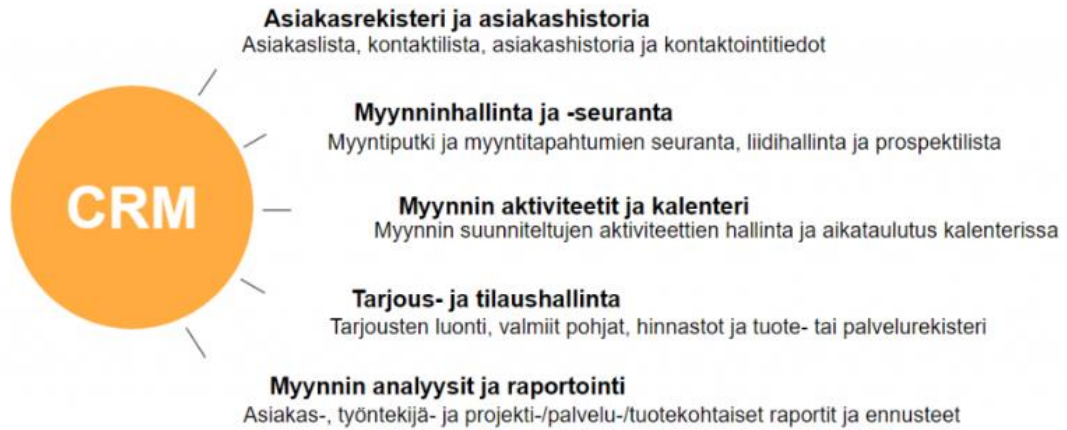 Asiakasrekisteri ja asiakashistoria
Asiakaslista, kontaktilista, asiakashistoria ja kontaktointitiedot
Myynninhallinta ja -seuranta
Myyntiputki ja myyntitapahtumien seuranta, liidihallinta ja prospektilista
CRM
Myynnin aktiviteetit ja kalenteri
Myynnin suunniteltujen aktiviteettien hallinta ja aikataulutus kalenterissa
Tarjous- ja tilaushallinta
Tarjousten luonti, valmiit pohjat, hinnastot ja tuote- tai palvelurekisteri
Myynnin analyysit ja raportointi
Asiakas-, työntekijä- ja projekti-/palvelu-/tuotekohtaiset raportit ja ennusteet